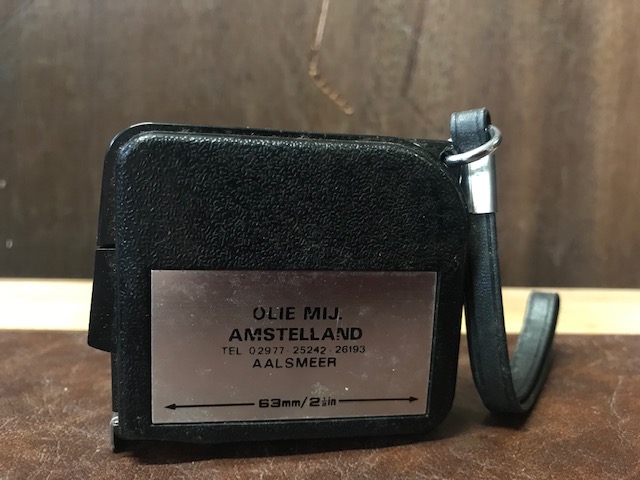 OLIE MIJ.
AMSTELLAND
TEL 02977-25242-26193
AALSMEER
63mm/2½in